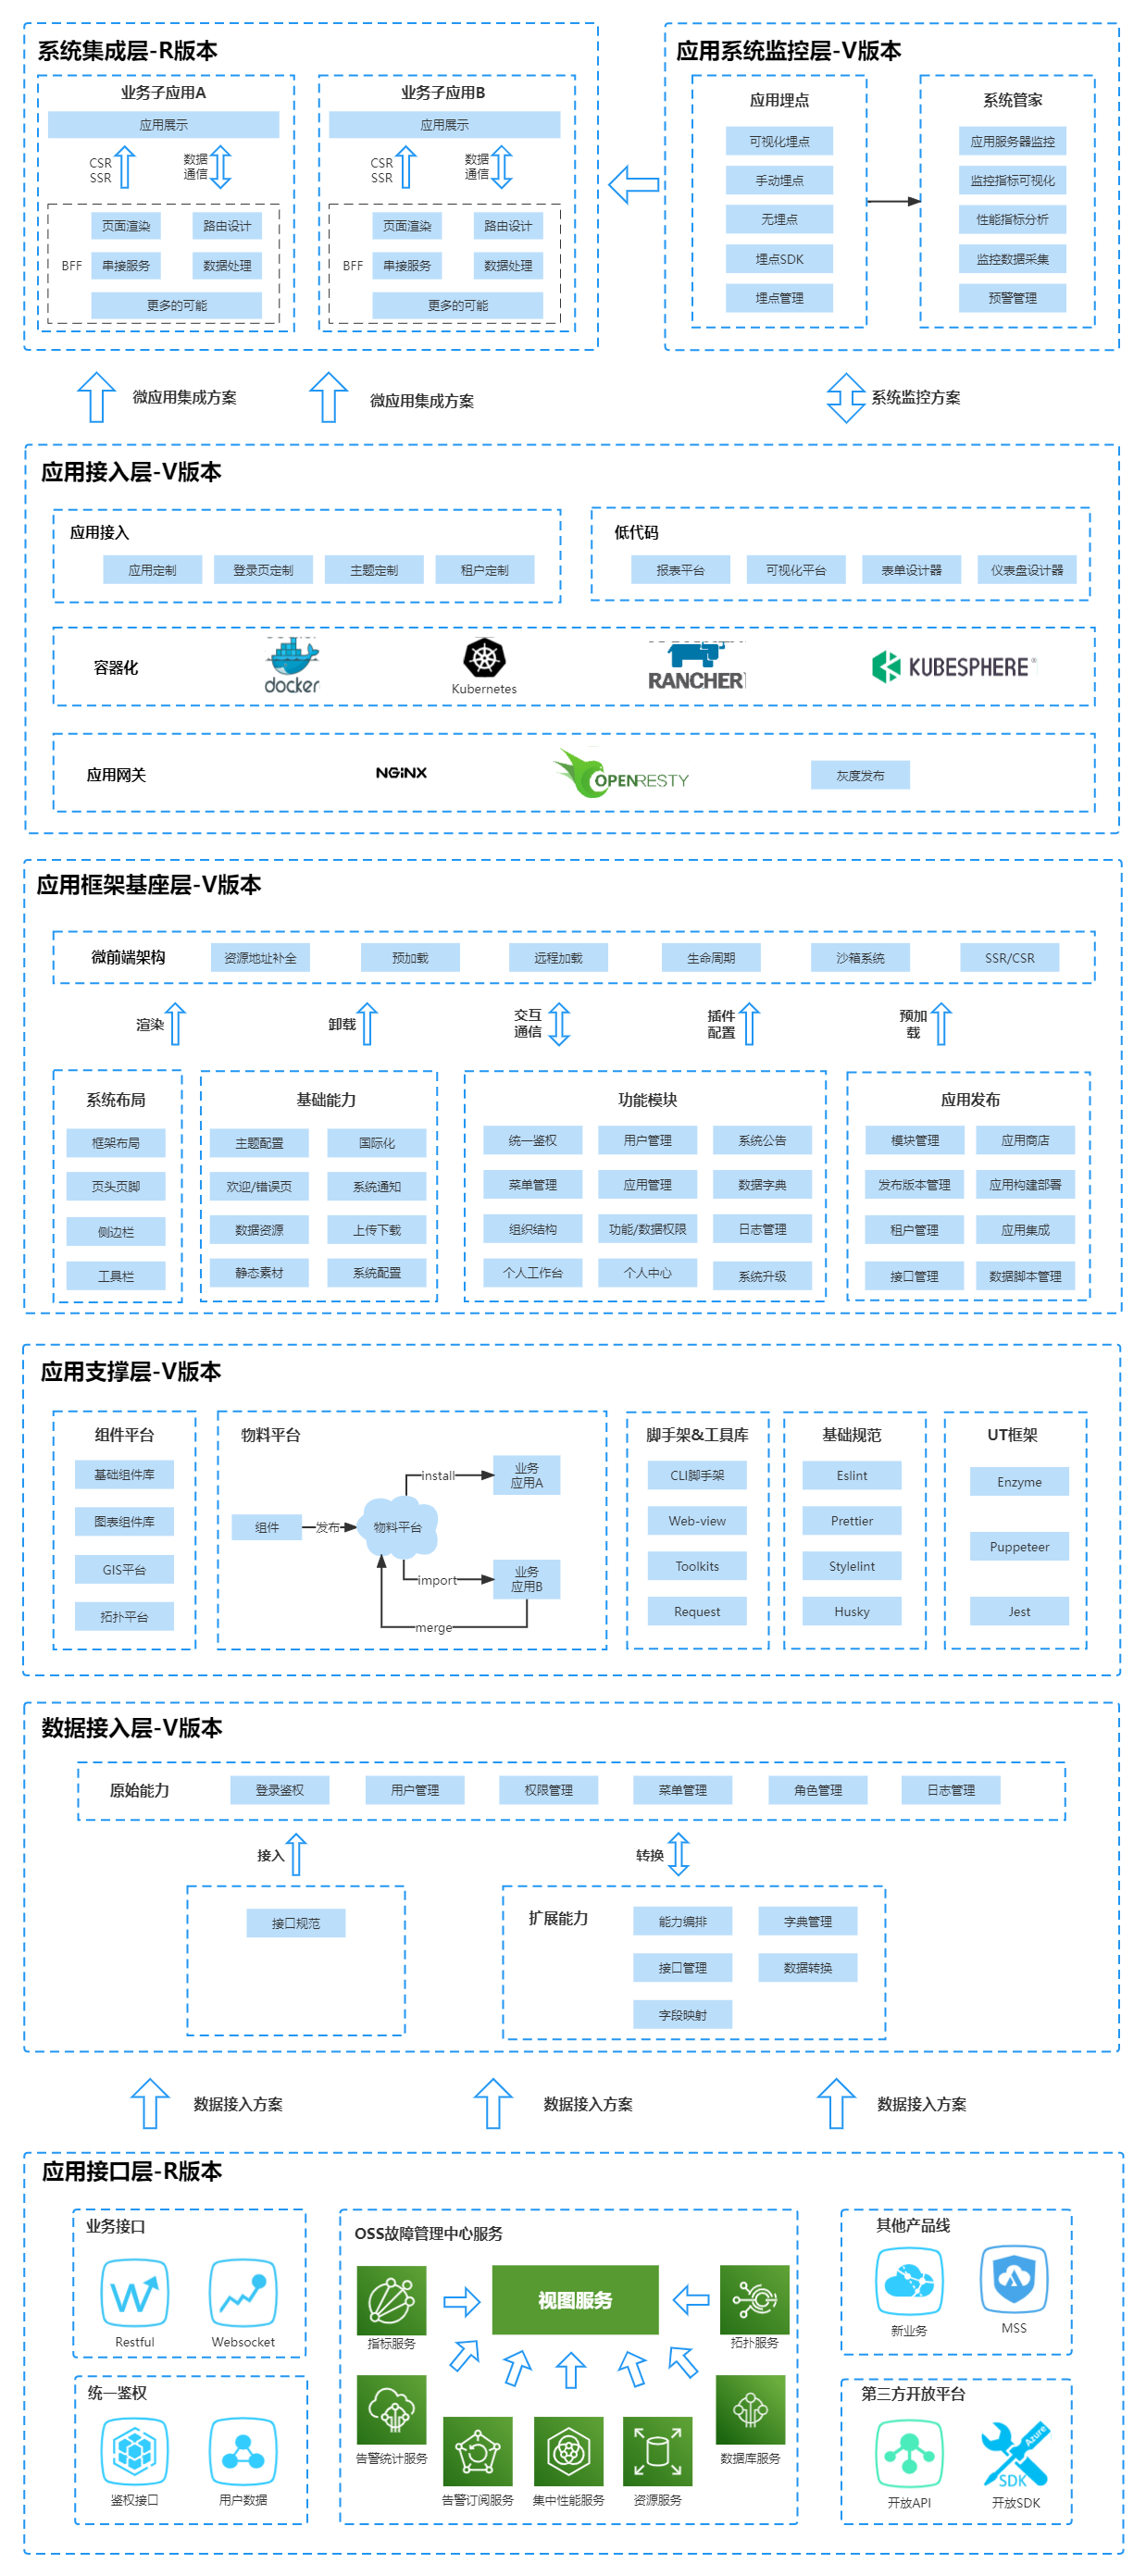 系统集成层-R版本
业务子应用A
应用展示
CSR
SSR
数据
通信
BFF
页面渲染
路由设计
串接服务
数据处理
更多的可能
业务子应用B
应用展示
CSR
SSR
数据
通信
BFF
页面渲染
路由设计
串接服务
数据处理
更多的可能
应用系统监控层-V版本
应用埋点
可视化埋点
手动埋点
无埋点
埋点SDK
埋点管理
系统管家
应用服务器监控
监控指标可视化
性能指标分析
监控数据采集
预警管理
微应用集成方案
微应用集成方案
系统监控方案
应用接入层-V版本
应用接入
应用定制
登录页定制
主题定制
租户定制
低代码
报表平台
可视化平台
表单设计器
仪表盘设计器
容器化
docker
Kubernetes
RANCHER
KUBESPHERE®
应用网关
NGINX
OPENRESTY
灰度发布
应用框架基座层-V版本
微前端架构
资源地址补全
预加载
远程加载
生命周期
沙箱系统
SSR/CSR
渲染
卸载
交互
通信
插件
配置
预加
载
系统布局
框架布局
页头页脚
侧边栏
工具栏
基础能力
主题配置
国际化
欢迎/错误页
系统通知
数据资源
上传下载
静态素材
系统配置
功能模块
统一鉴权
用户管理
系统公告
菜单管理
应用管理
数据字典
组织结构
功能/数据权限
日志管理
个人工作台
个人中心
系统升级
应用发布
模块管理
应用商店
发布版本管理
应用构建部署
租户管理
应用集成
接口管理
数据脚本管理
应用支撑层-V版本
组件平台
基础组件库
图表组件库
GIS平台
拓扑平台
物料平台
组件
发布
物料平台
install
业务
应用A
import
业务
应用B
merge
脚手架&工具库
CLI脚手架
Web-view
Toolkits
Request
基础规范
Eslint
Prettier
Stylelint
Husky
UT框架
Enzyme
Puppeteer
Jest
数据接入层-V版本
原始能力
登录鉴权
用户管理
权限管理
菜单管理
角色管理
日志管理
接入
转换
接口规范
扩展能力
能力编排
字典管理
接口管理
数据转换
字段映射
数据接入方案
数据接入方案
数据接入方案
应用接口层-R版本
业务接口
Restful
Websocket
统一鉴权
鉴权接口
用户数据
OSS故障管理中心服务
指标服务
视图服务
拓扑服务
告警统计服务
告警订阅服务
集中性能服务
资源服务
数据库服务
其他产品线
新业务
MSS
第三方开放平台
开放API
Azure
SDK
开放SDK